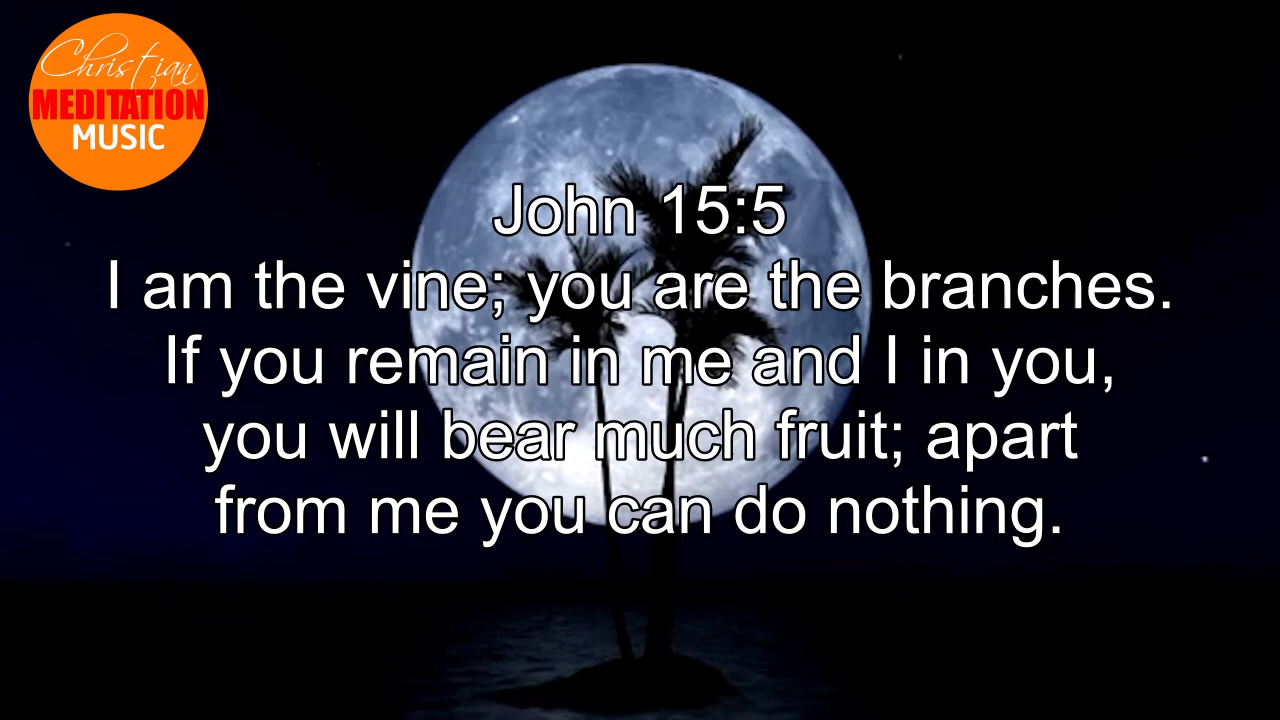 Christian
MEDITATION
MUSIC
John 15:5
I am the vine; you are the branches.
If you remain in me and I in you,
you will bear much fruit; apart
from me you can do nothing.